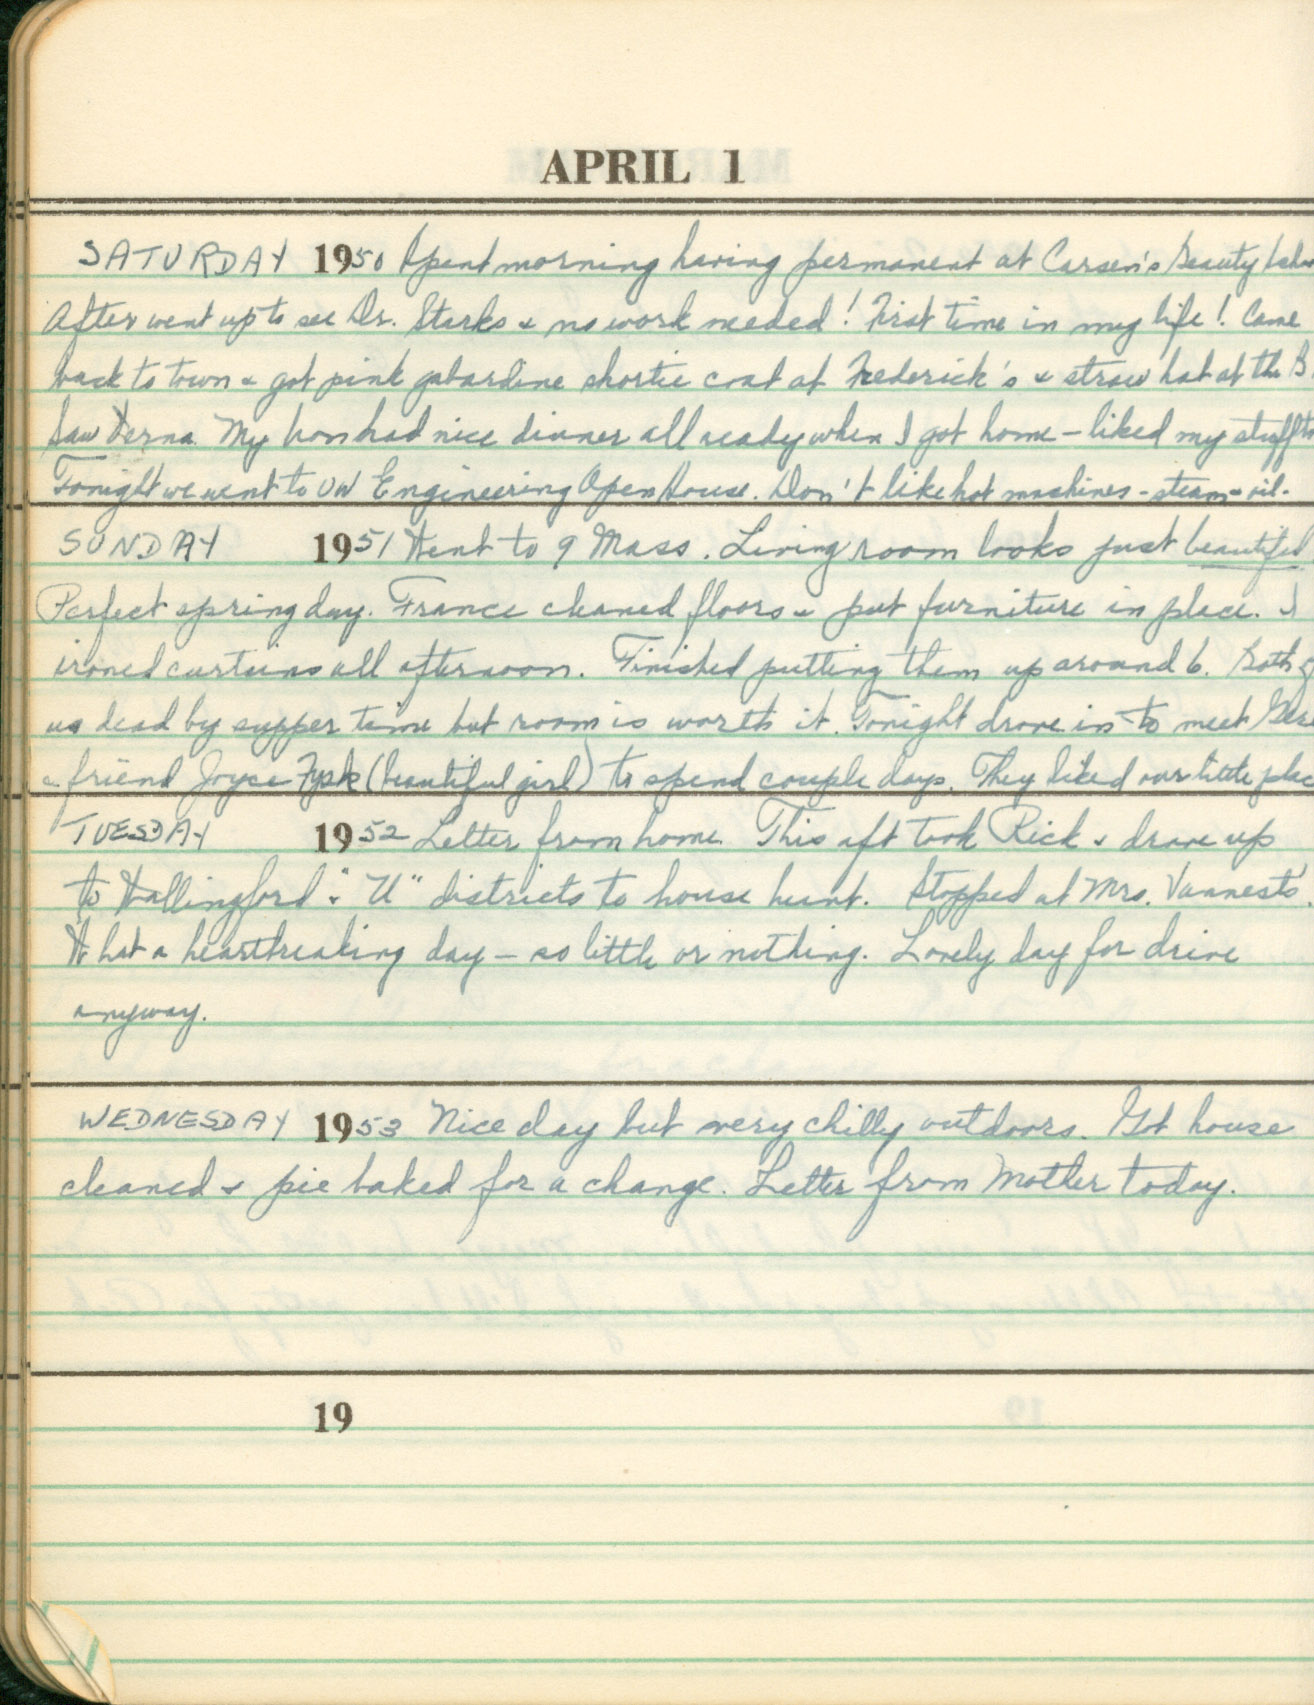 APRIL 1
SATURDAY 1950 Spent morning having permanent at Carsen's Beauty
After went up to see Dr. Starks & no work needed! First time in my life! Came
back to town & got pink gabardine shortie coat at Frederick's & straw hat at the B
Saw Verna. My hon had nice dinner all ready when I got home - liked my stuff
Tonight we went to UW Engineering Open House. Don't like hot machines - steam - oil.
SUNDAY 1951 Went to 9 Mass. Living room looks just beautiful
Perfect spring day. France cleaned floors & put furniture in place. I
ironed curtains all afternoon. Finished putting them up around 6. Both of
us dead by supper time but room is worth it. Tonight drove in to meet
& friend Joyce Fysk (beautiful girl) to spend couple days. They liked our little plac
TUESDAY 1952 Letter from home. This aft took Rick & drove up
to Wallingford & "U" districts to house hunt. Stopped at Mrs. Vannests'.
What a heartbreaking day - so little or nothing. Lovely day for drive
anyway.
WEDNESDAY 1953 Nice day but very chilly outdoors. Got house
cleaned & pie baked for a change. Letter from Mother today.
19